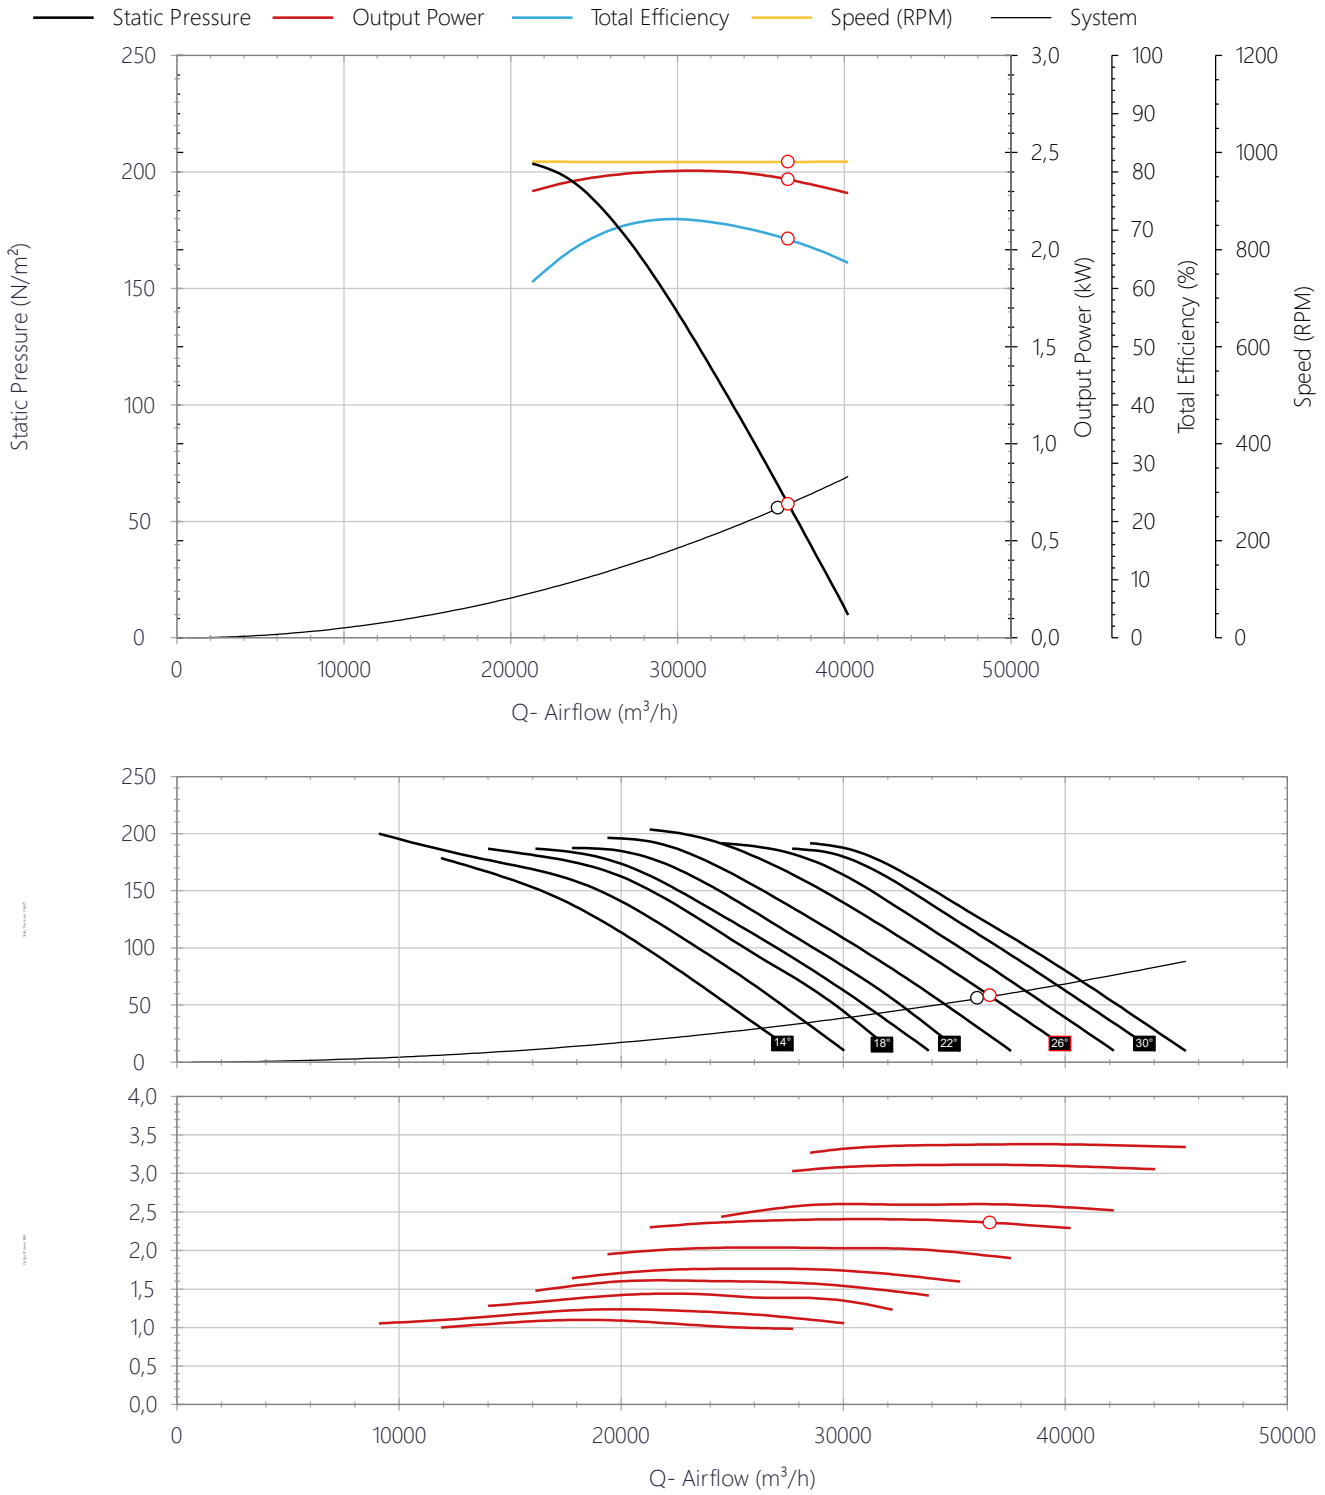 Static Pressure Output Power Total Efficiency Speed (RPM) System
250 3,0 100 1200
90
2,5 1000
200 80
70
2,0 800
150 60
1,5 50 600
100 40
1,0 400
30
50 20
0,5 200
10
0 0,0 0 0
0 10000 20000 30000 40000 50000
Static Pressure (N/m²)
Output Power (kW)
Total Efficiency (%)
Speed (RPM)
Q- Airflow (m³/h)
250
200
150
100
50
0
14° 18° 22° 26° 30°
4,0
3,5
3,0
2,5
2,0
1,5
1,0
0,5
0,0
0 10000 20000 30000 40000 50000
Q- Airflow (m³/h)